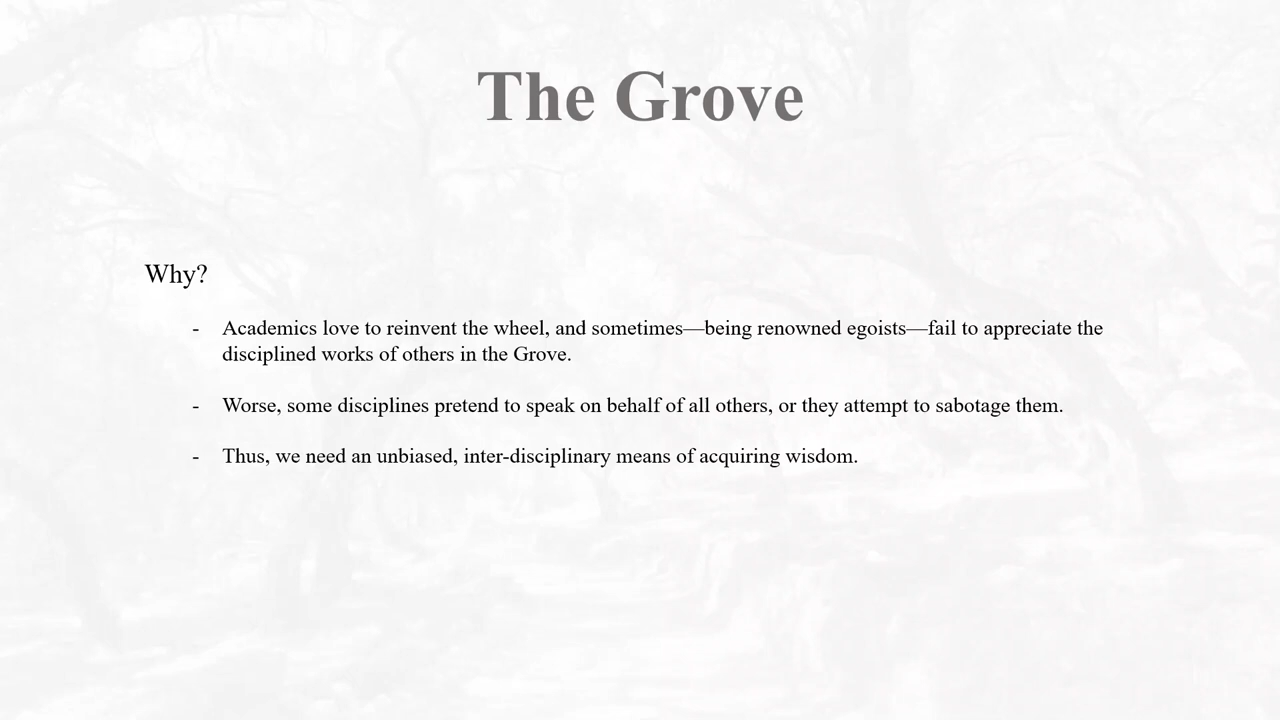 The Grove
Why?
- Academics love to reinvent the wheel, and sometimes—being renowned egoists—fail to appreciate the
disciplined works of others in the Grove.
- Worse, some disciplines pretend to speak on behalf of all others, or they attempt to sabotage them.
- Thus, we need an unbiased, inter-disciplinary means of acquiring wisdom.